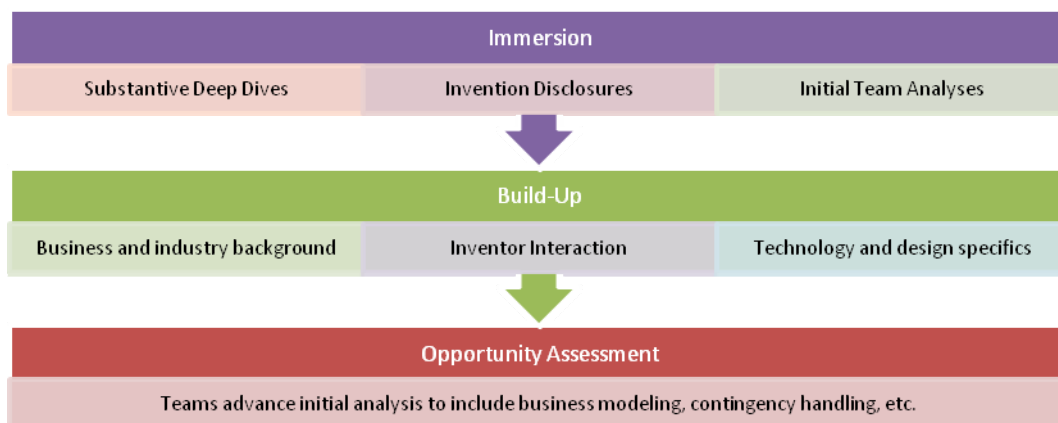 Immersion
Substantive Deep Dives
Invention Disclosures
Initial Team Analyses
Build-Up
Business and industry background
Inventor Interaction
Technology and design specifics
Opportunity Assessment
Teams advance initial analysis to include business modeling, contingency handling, etc.